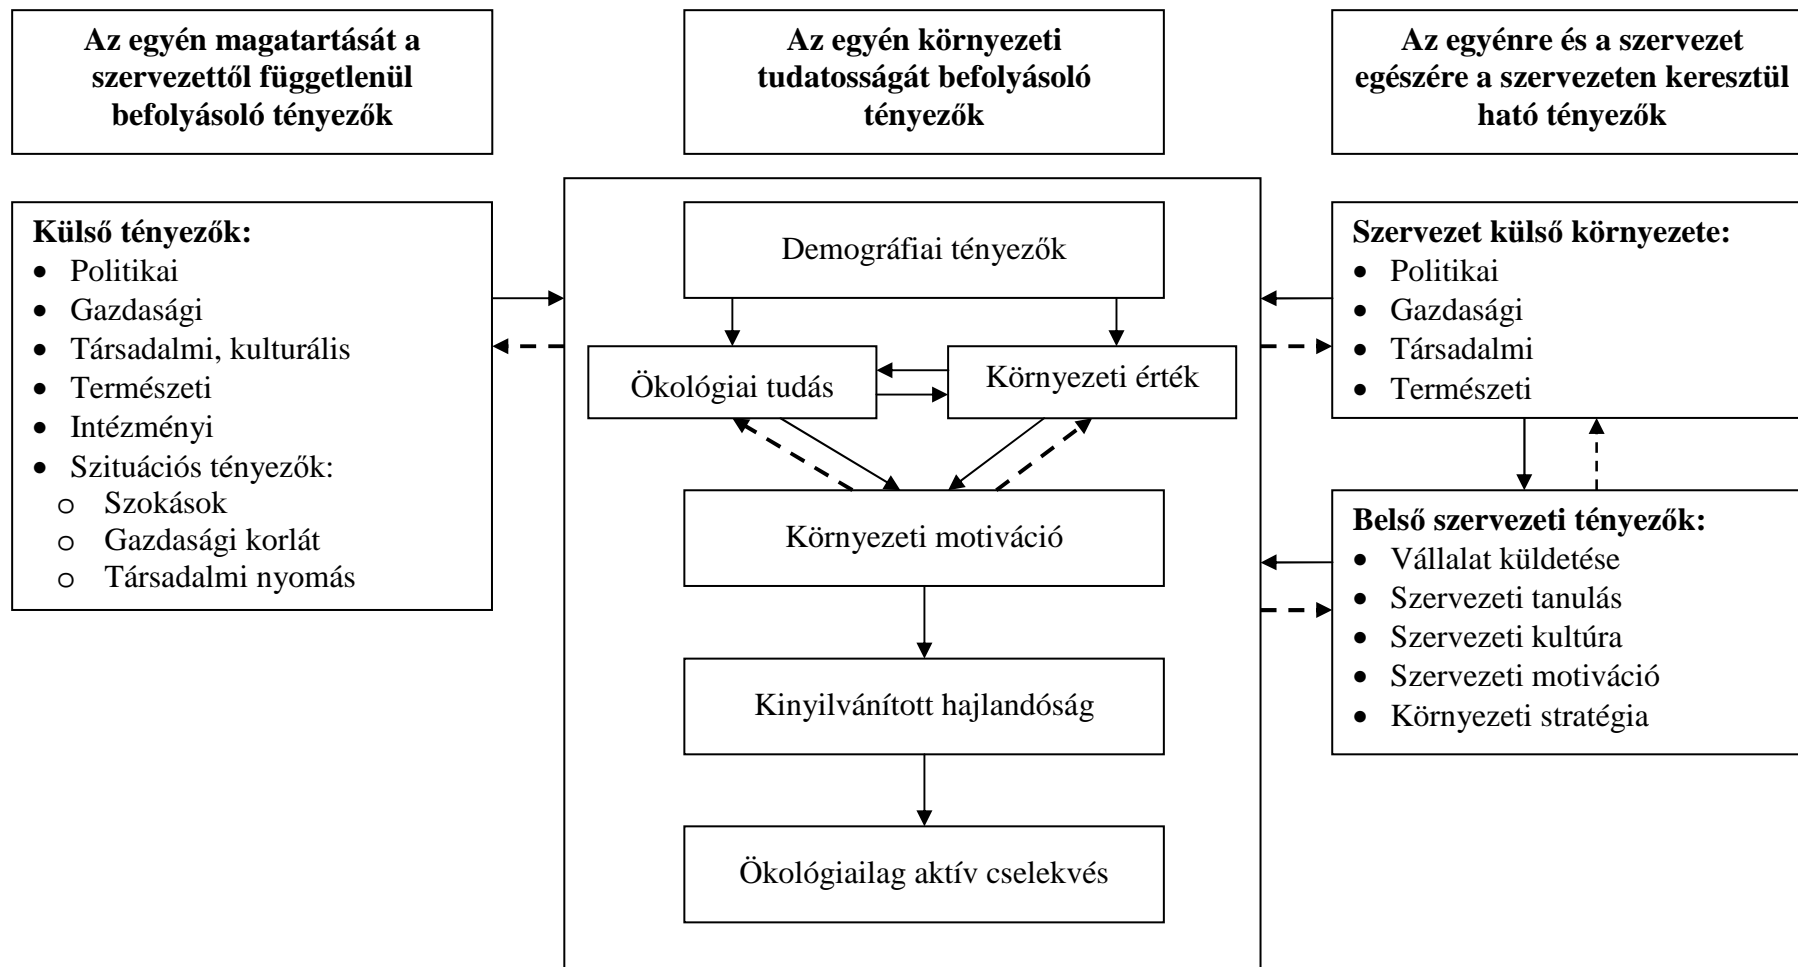 Az egyén magatartását a
szervezettől függetlenül
befolyásoló tényezők
Az egyén környezeti
tudatosságát befolyásoló
tényezők
Az egyénre és a szervezet
egészére a szervezeten keresztül
ható tényezők
Külső tényezők:
• Politikai
• Gazdasági
• Társadalmi, kulturális
• Természeti
• Intézményi
• Szituációs tényezők:
o Szokások
o Gazdasági korlát
o Társadalmi nyomás
Demográfiai tényezők
Ökológiai tudás
Környezeti érték
Környezeti motiváció
Kinyilvánított hajlandóság
Ökológiailag aktív cselekvés
Szervezet külső környezete:
• Politikai
• Gazdasági
• Társadalmi
• Természeti
Belső szervezeti tényezők:
• Vállalat küldetése
• Szervezeti tanulás
• Szervezeti kultúra
• Szervezeti motiváció
• Környezeti stratégia